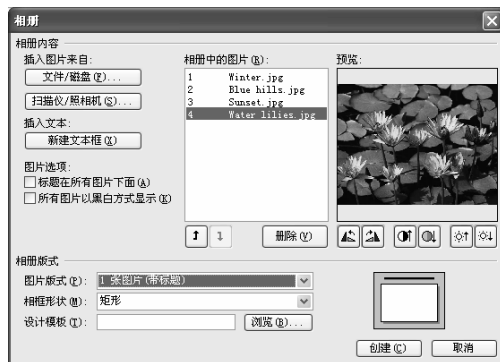 相册
相册内容
插入图片来自:
文件/磁盘(F)...
扫描仪/照相机(S)...
插入文本:
新建文本框(X)
图片选项:
标题在所有图片下面(A)
所有图片以黑白方式显示(K)
相册中的图片(R):
1 Winter.jpg
2 Blue hills.jpg
3 Sunset.jpg
4 Water lilies.jpg
删除(V)
预览:
相册版式
图片版式(P): 1 张图片(带标题)
相框形状(M): 矩形
设计模板(T):
浏览(B)...
创建(C)
取消